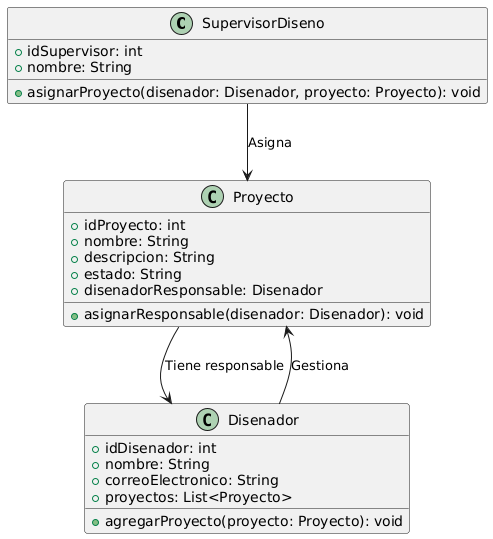 C SupervisorDiseno
idSupervisor: int
nombre: String
asignarProyecto(disenador: Disenador, proyecto: Proyecto): void
Asigna
C Proyecto
idProyecto: int
nombre: String
descripcion: String
estado: String
disenadorResponsable: Disenador
asignarResponsable(disenador: Disenador): void
Tiene responsable
Gestiona
C Disenador
idDisenador: int
nombre: String
correoElectronico: String
proyectos: List<Proyecto>
agregarProyecto(proyecto: Proyecto): void